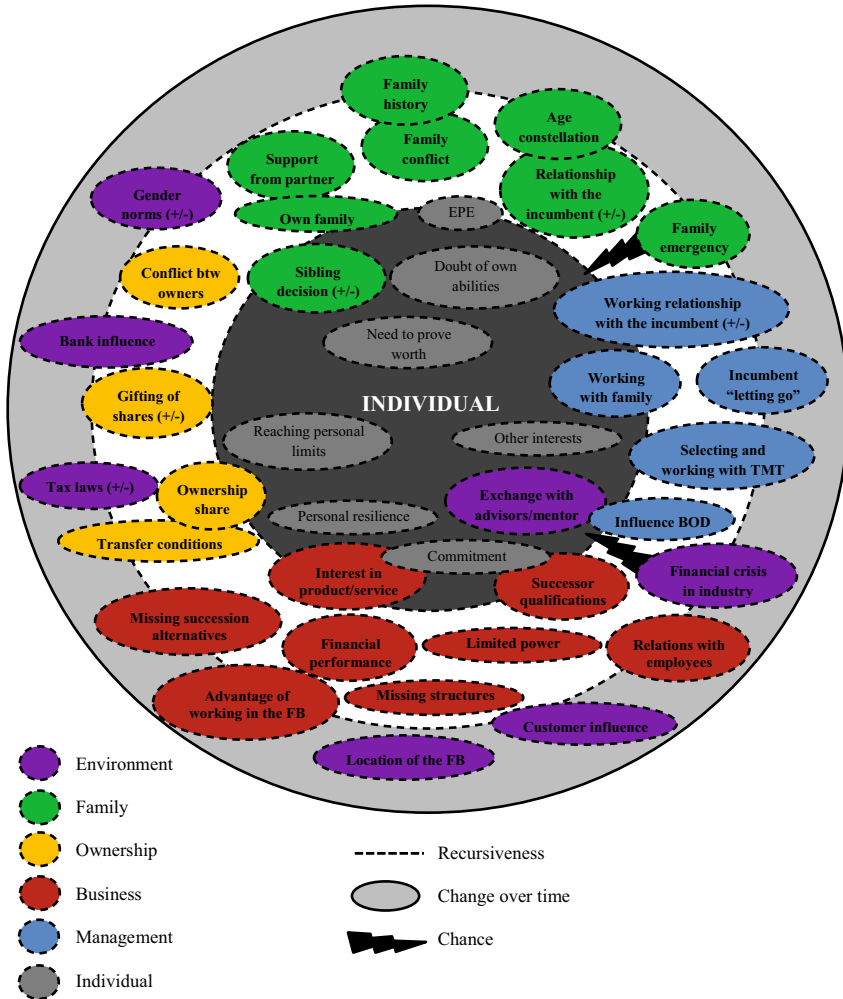 Family
history
Age
constellation
Family
conflict
Support
from partner
Relationship
with the
incumbent (+/-)
Gender
norms (+/-)
EPE
Own family
Family
emergency
Conflict btw
owners
Sibling
decision (+/-)
Doubt of own
abilities
Working relationship
with the incumbent (+/-)
Bank influence
Need to prove
worth
Working
with family
Incumbent
“letting go”
Gifting of
shares (+/-)
INDIVIDUAL
Reaching personal
limits
Other interests
Selecting and
working with TMT
Tax laws (+/-)
Ownership
share
Exchange with
advisors/mentor
Personal resilience
Influence BOD
Transfer conditions
Commitment
Interest in
product/service
Successor
qualifications
Financial crisis
in industry
Missing succession
alternatives
Financial
performance
Limited power
Relations with
employees
Advantage of
working in the FB
Missing structures
Customer influence
Location of the FB
Environment
Family
Ownership
Business
Management
Individual
Recursiveness
Change over time
Chance